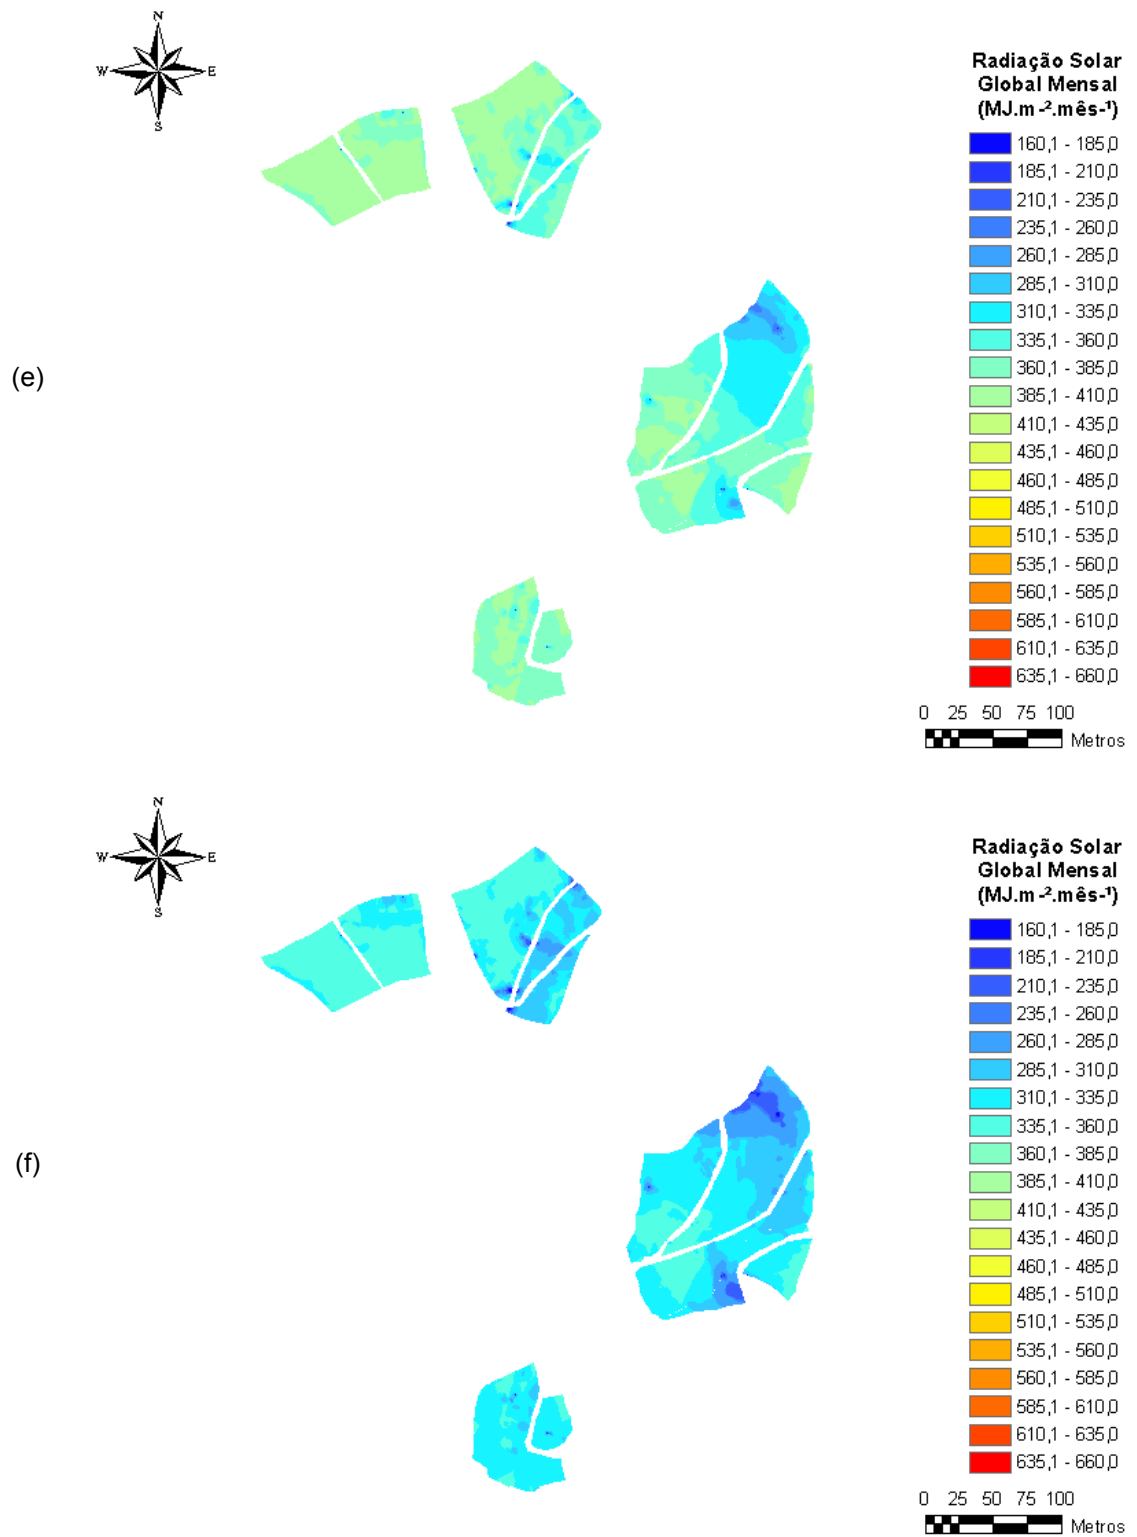 N
W E
S
Radiação Solar
Global Mensal
(MJ.m-².mês-¹)
160,1 - 185,0
185,1 - 210,0
210,1 - 235,0
235,1 - 260,0
260,1 - 285,0
285,1 - 310,0
310,1 - 335,0
335,1 - 360,0
(e)
360,1 - 385,0
385,1 - 410,0
410,1 - 435,0
435,1 - 460,0
460,1 - 485,0
485,1 - 510,0
510,1 - 535,0
535,1 - 560,0
560,1 - 585,0
585,1 - 610,0
610,1 - 635,0
635,1 - 660,0
0 25 50 75 100
Metros
N
W E
S
Radiação Solar
Global Mensal
(MJ.m-².mês-¹)
160,1 - 185,0
185,1 - 210,0
210,1 - 235,0
235,1 - 260,0
260,1 - 285,0
285,1 - 310,0
310,1 - 335,0
335,1 - 360,0
(f)
360,1 - 385,0
385,1 - 410,0
410,1 - 435,0
435,1 - 460,0
460,1 - 485,0
485,1 - 510,0
510,1 - 535,0
535,1 - 560,0
560,1 - 585,0
585,1 - 610,0
610,1 - 635,0
635,1 - 660,0
0 25 50 75 100
Metros